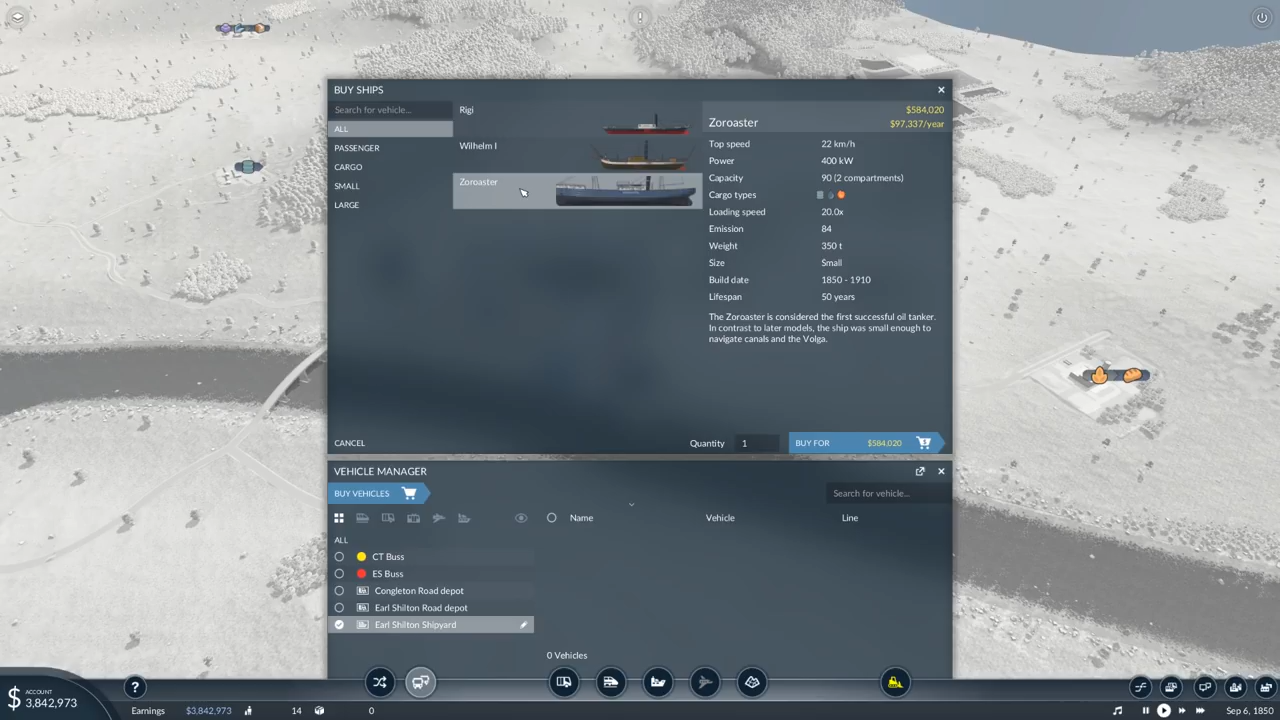 BUY SHIPS
Search for vehicle...
ALL
PASSENGER
CARGO
SMALL
LARGE
Rigi
Wilhelm I
Zoroaster
Zoroaster
$584,020
$97,337/year
Top speed 22 km/h
Power 400 kW
Capacity 90 (2 compartments)
Cargo types
Loading speed 20.0x
Emission 84
Weight 350 t
Size Small
Build date 1850 - 1910
Lifespan 50 years
The Zoroaster is considered the first successful oil tanker.
In contrast to later models, the ship was small enough to
navigate canals and the Volga.
CANCEL
Quantity 1
BUY FOR $584,020
VEHICLE MANAGER
BUY VEHICLES
Search for vehicle...
Name Vehicle Line
ALL
CT Buss
ES Buss
Congleton Road depot
Earl Shilton Road depot
Earl Shilton Shipyard
0 Vehicles
$ ACCOUNT
3,842,973
?
Earnings $3,842,973 14 0
Sep 6, 1850